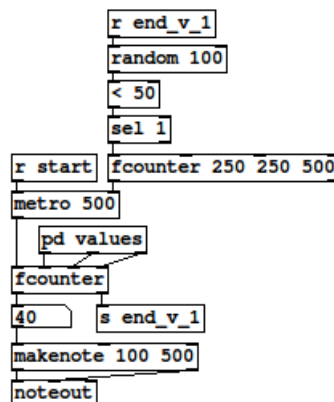 r end_v_1
random 100
< 50
sel 1
r start
fcounter 250 250 500
metro 500
pd values
fcounter
40
s end_v_1
makenote 100 500
noteout